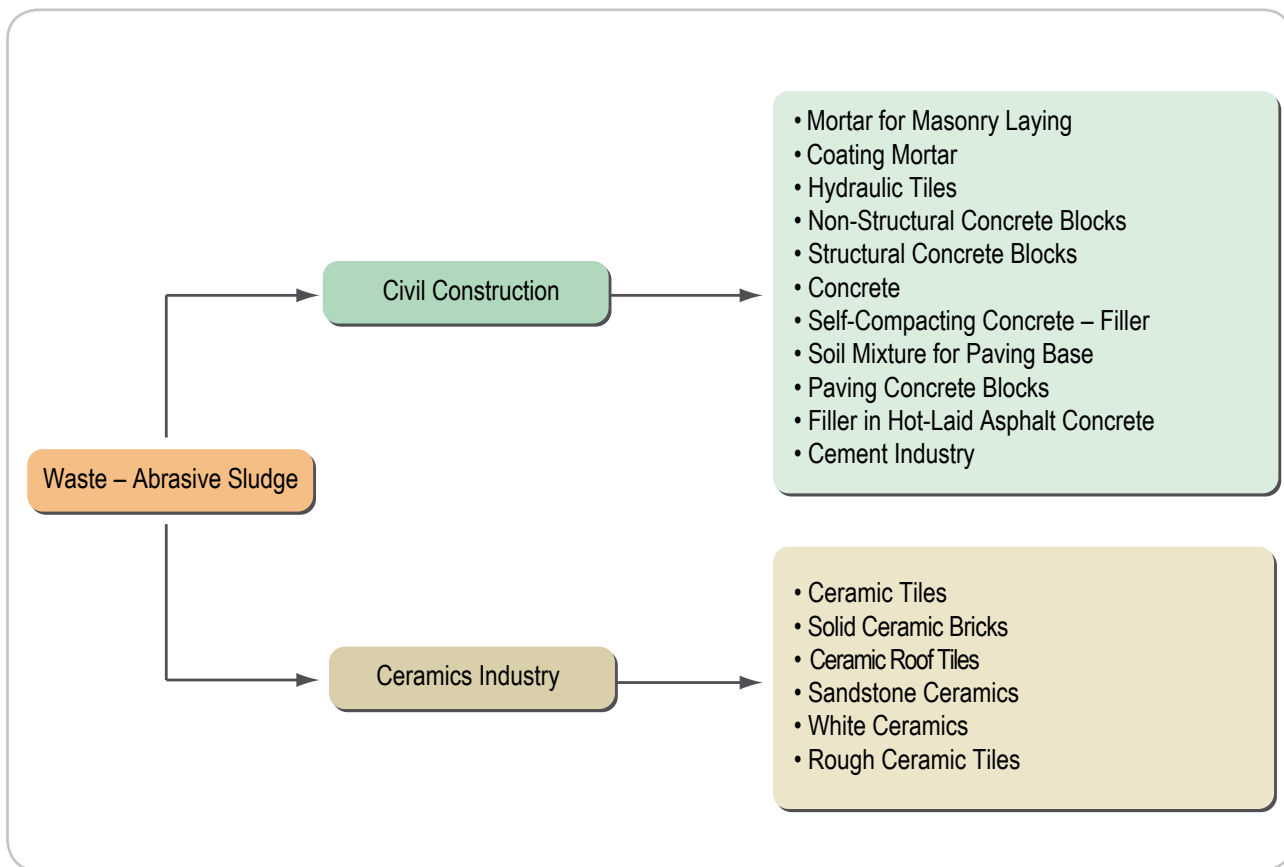 • Mortar for Masonry Laying
• Coating Mortar
• Hydraulic Tiles
• Non-Structural Concrete Blocks
• Structural Concrete Blocks
• Concrete
• Self-Compacting Concrete – Filler
• Soil Mixture for Paving Base
• Paving Concrete Blocks
• Filler in Hot-Laid Asphalt Concrete
• Cement Industry
Civil Construction
Waste – Abrasive Sludge
Ceramics Industry
• Ceramic Tiles
• Solid Ceramic Bricks
• Ceramic Roof Tiles
• Sandstone Ceramics
• White Ceramics
• Rough Ceramic Tiles